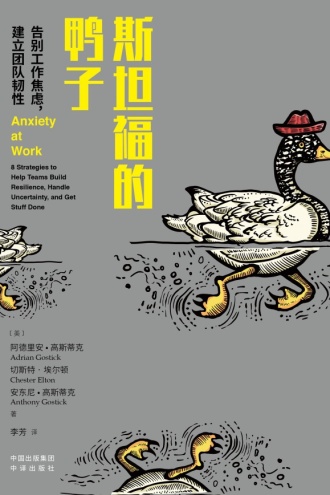 斯坦福的
鸭子
告别工作焦虑，
建立团队韧性
Anxiety
at
Work
8 Strategies to
Help Teams Build
Resilience, Handle
Uncertainty, and Get
Stuff Done
［美］
阿德里安·高斯蒂克
Adrian Gostick
切斯特·埃尔顿
Chester Elton
安东尼·高斯蒂克
Anthony Gostick
著
李芳 译
中国出版集团
中译出版社